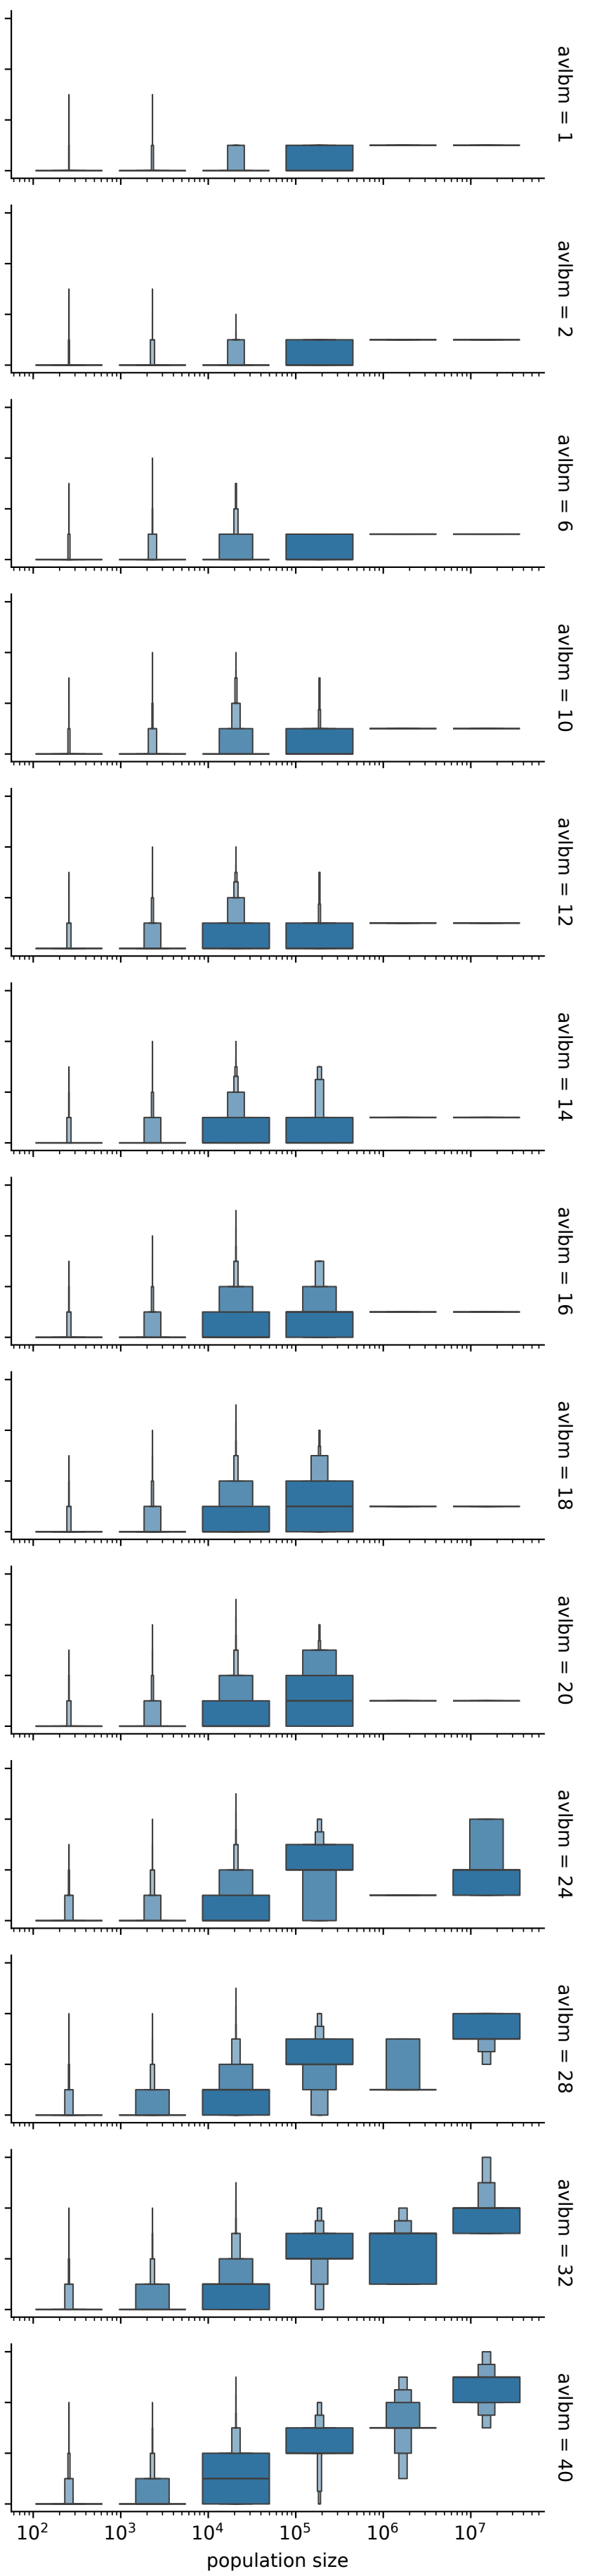 avlbm = 1
avlbm = 2
avlbm = 6
avlbm = 10
avlbm = 12
avlbm = 14
avlbm = 16
avlbm = 18
avlbm = 20
avlbm = 24
avlbm = 28
avlbm = 32
avlbm = 40
10² 10³ 10⁴ 10⁵ 10⁶ 10⁷
population size